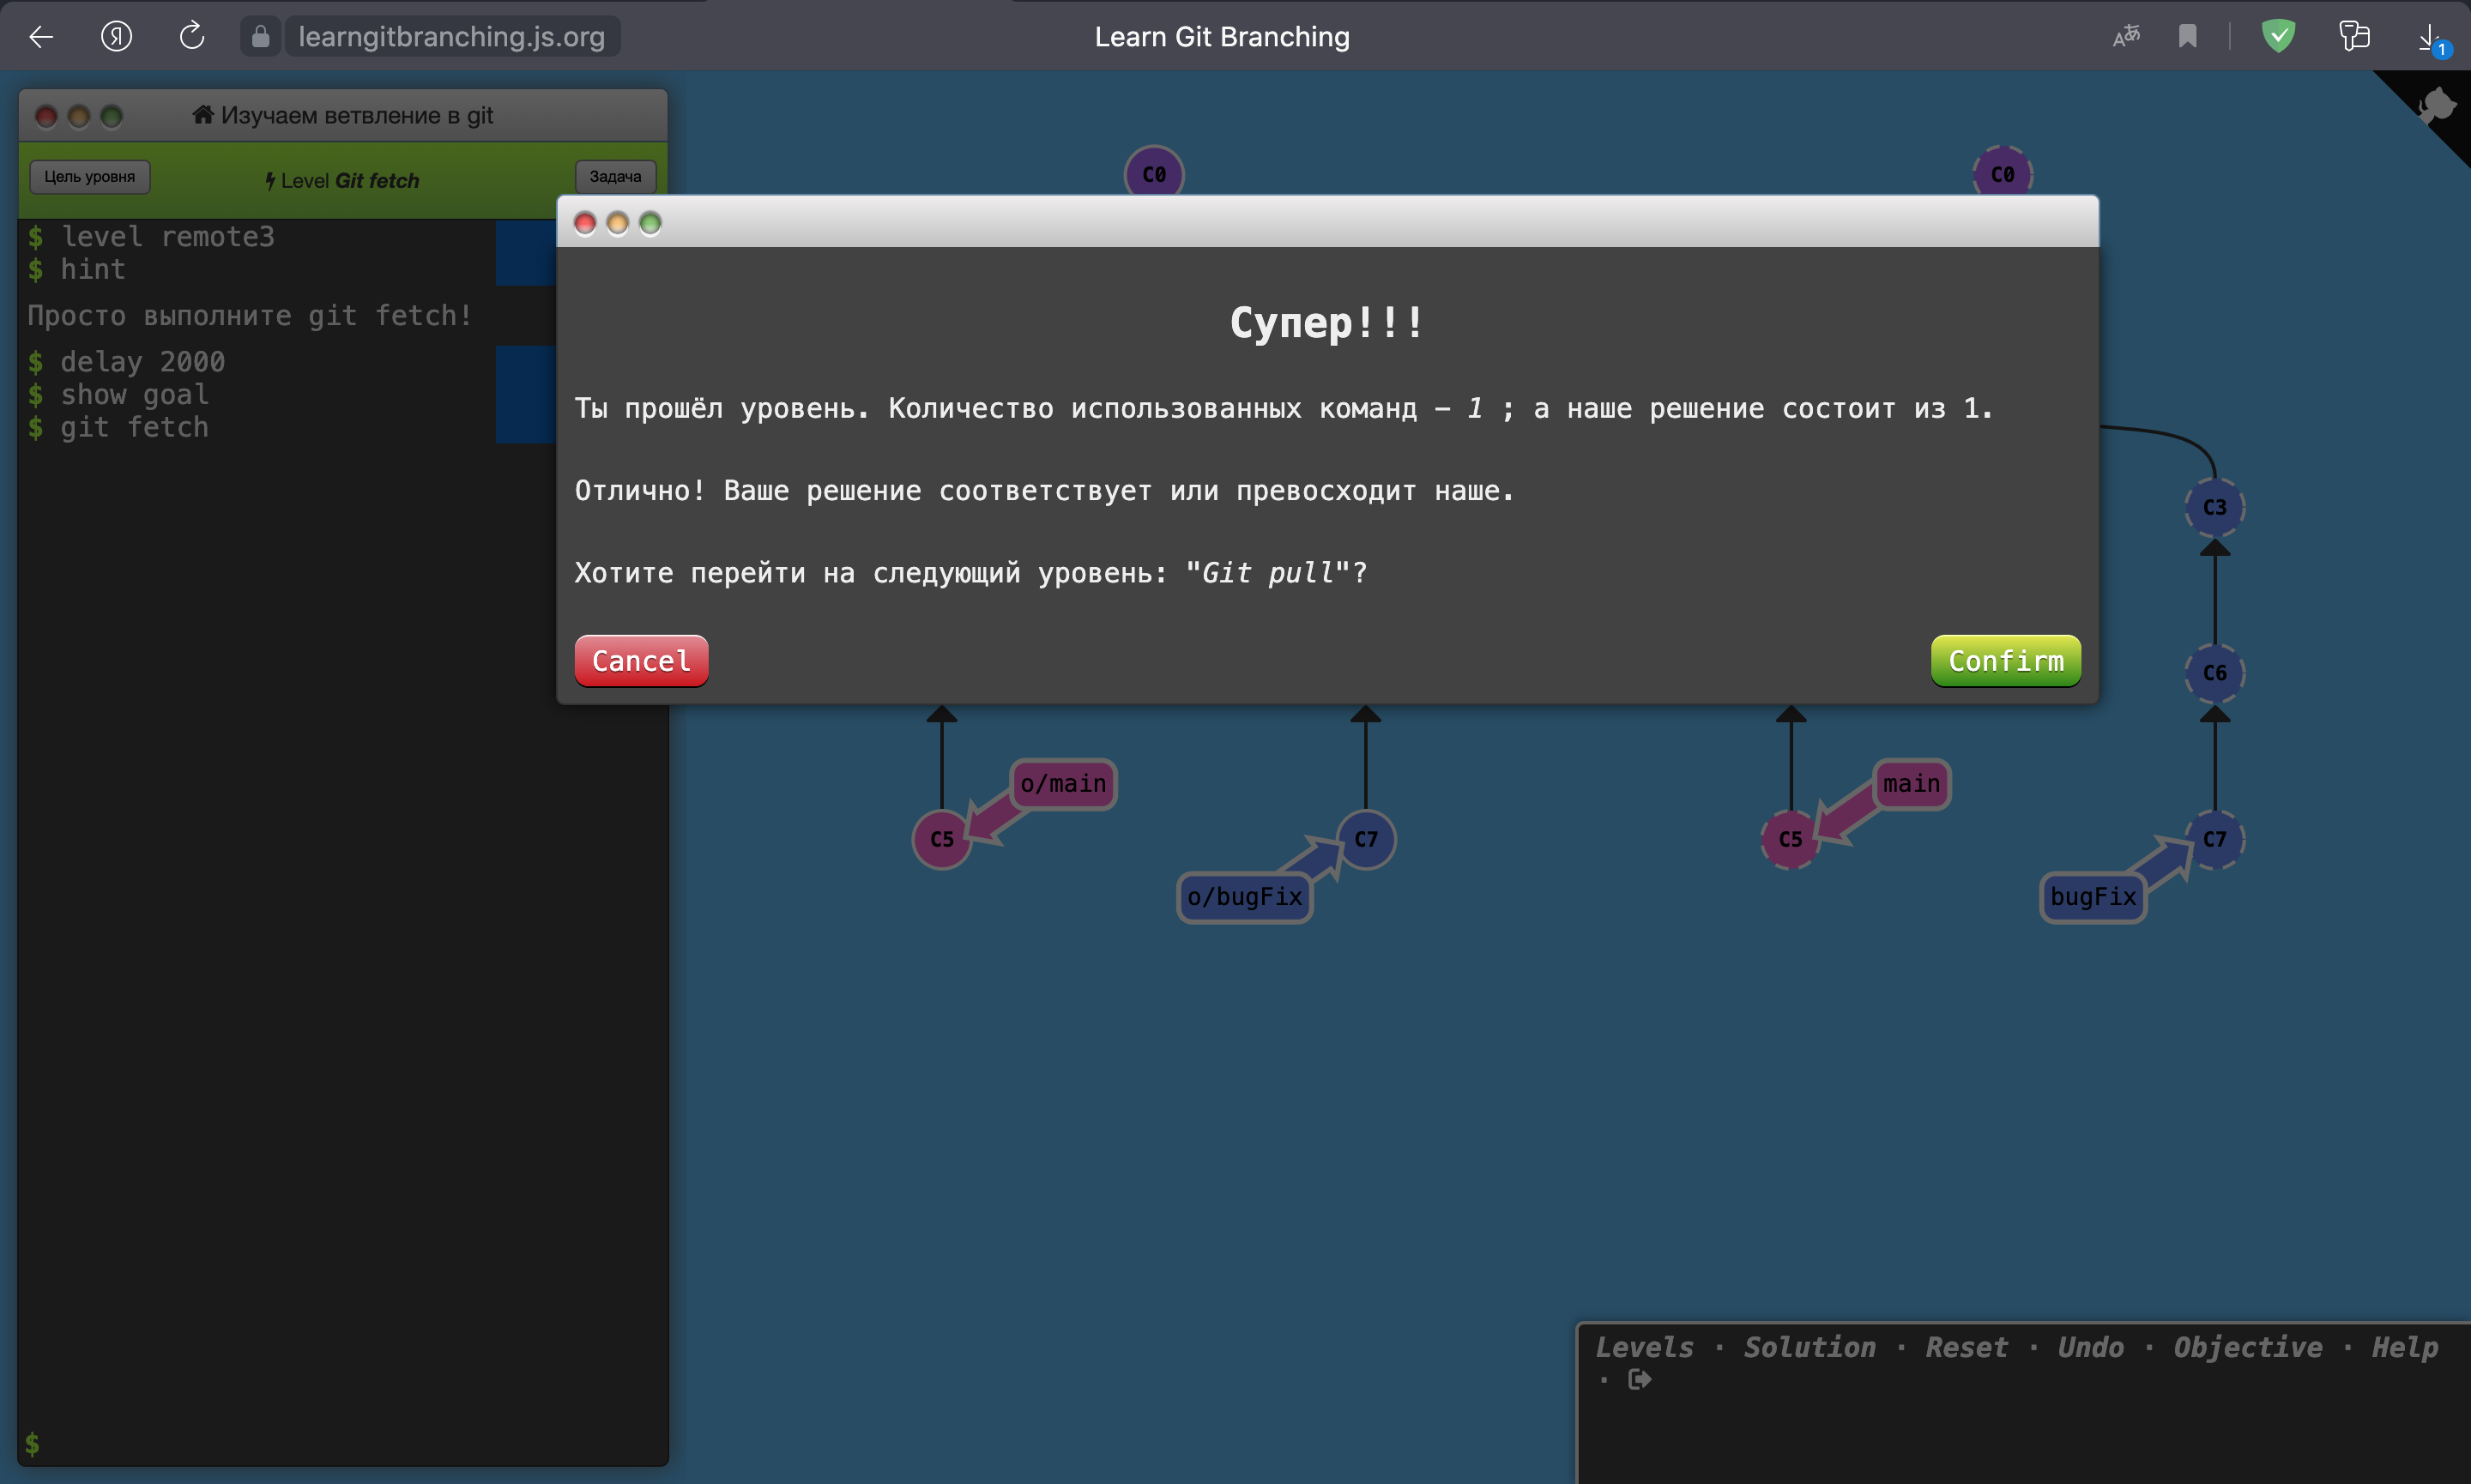 learngitbranching.js.org
Learn Git Branching
1
Изучаем ветвление в git
Цель уровня
Level Git fetch
Задача
$ level remote3
$ hint
Просто выполните git fetch!
$ delay 2000
$ show goal
$ git fetch
$
C0
C0
Супер!!!
Ты прошёл уровень. Количество использованных команд – 1 ; а наше решение состоит из 1.
Отлично! Ваше решение соответствует или превосходит наше.
Хотите перейти на следующий уровень: "Git pull"?
Cancel
Confirm
C3
C6
o/main
main
C5
C7
C5
C7
o/bugFix
bugFix
Levels · Solution · Reset · Undo · Objective · Help
·